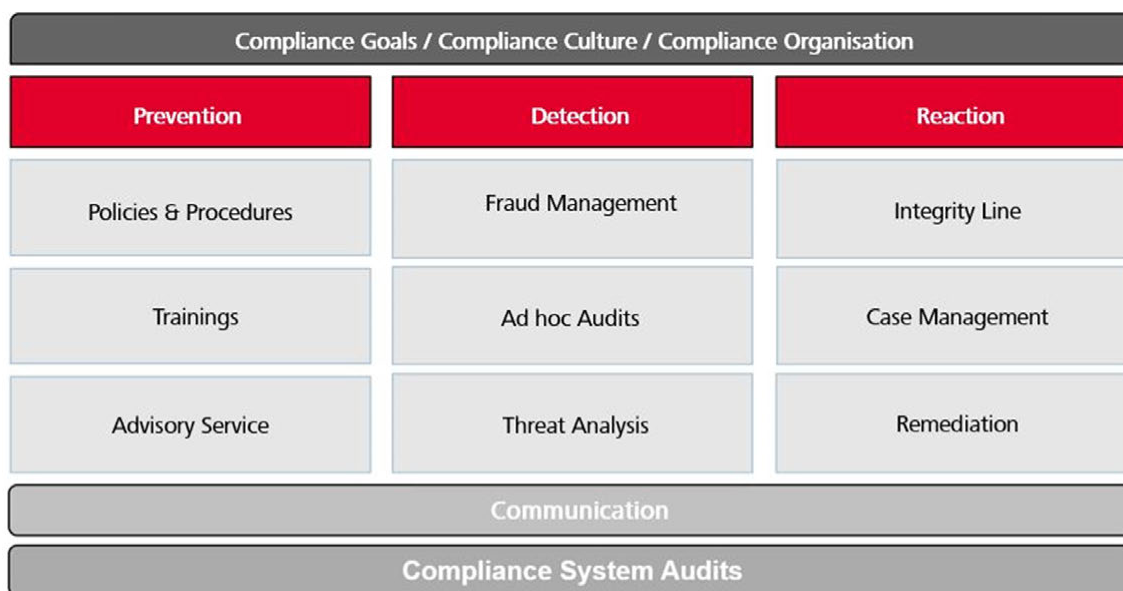 Compliance Goals / Compliance Culture / Compliance Organisation
Prevention
Detection
Reaction
Policies & Procedures
Fraud Management
Integrity Line
Trainings
Ad hoc Audits
Case Management
Advisory Service
Threat Analysis
Remediation
Communication
Compliance System Audits